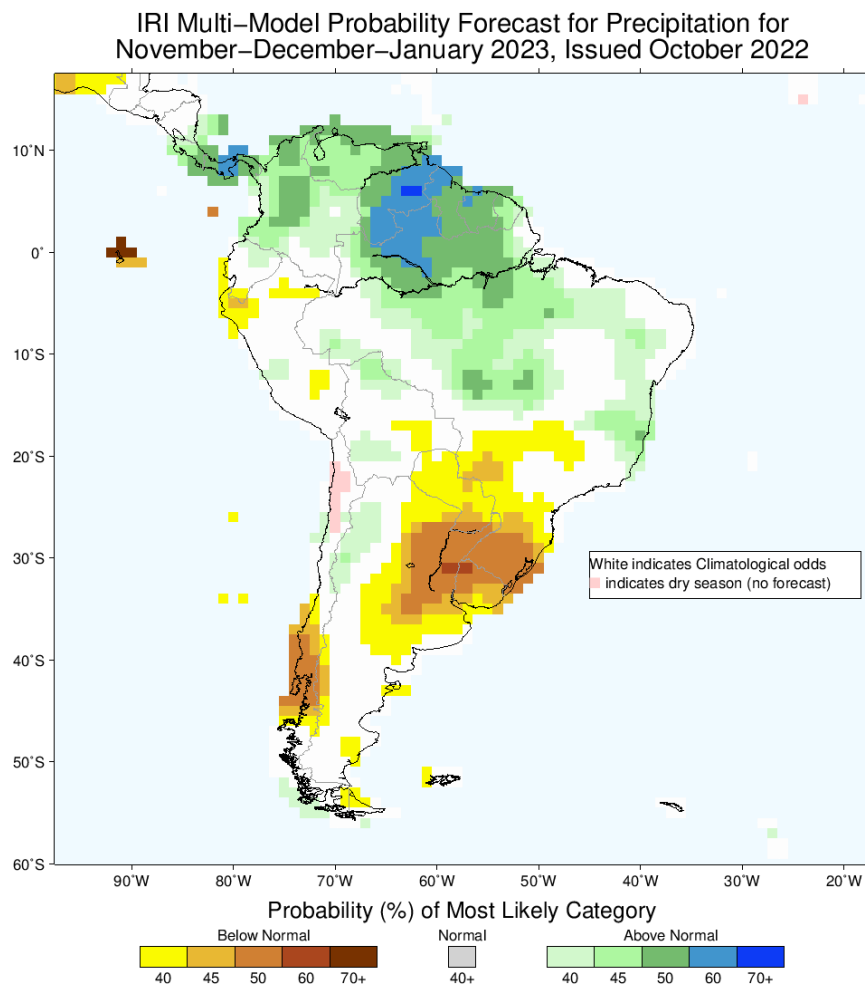 IRI Multi−Model Probability Forecast for Precipitation for
November−December−January 2023, Issued October 2022
10˚N
0˚
10˚S
20˚S
30˚S
40˚S
50˚S
60˚S
White indicates Climatological odds
indicates dry season (no forecast)
90˚W 80˚W 70˚W 60˚W 50˚W 40˚W 30˚W 20˚W
Probability (%) of Most Likely Category
Below Normal Normal Above Normal
40 45 50 60 70+ 40+ 40 45 50 60 70+